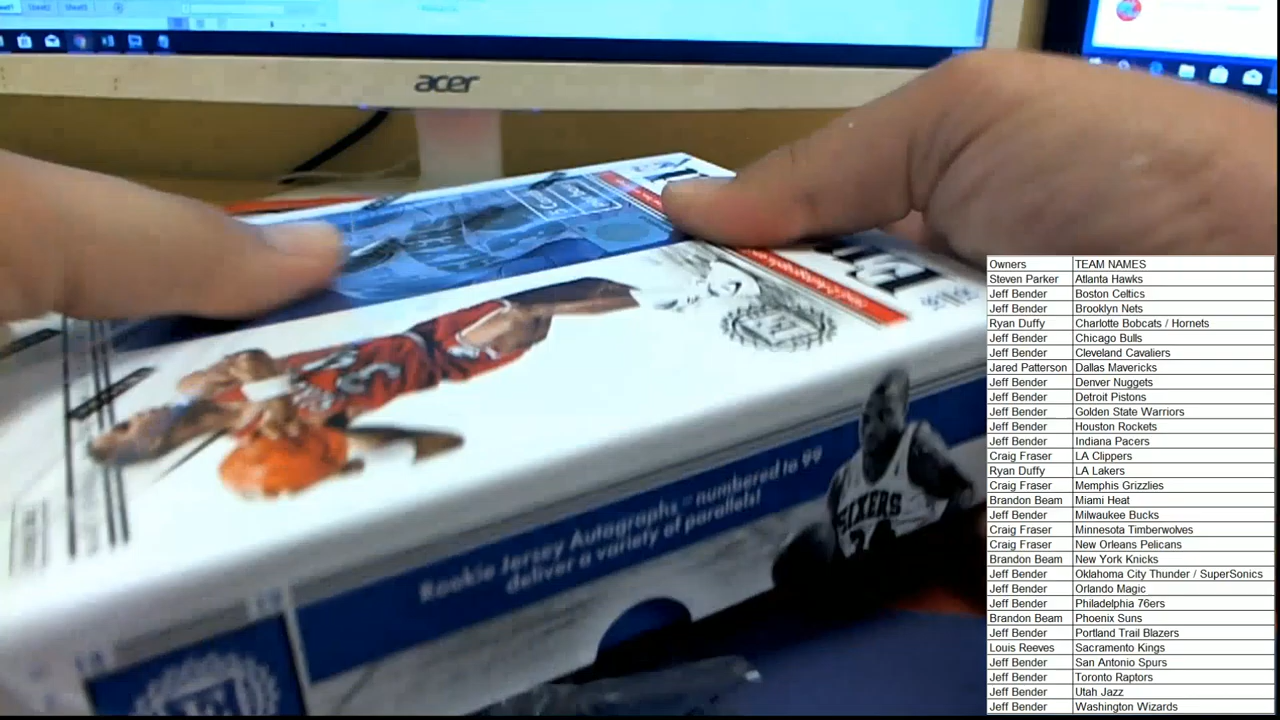 Sheet2 Sheet3
acer
Rookie Jersey Autographs – numbered to 99
deliver a variety of parallels!
SIXERS
Owners TEAM NAMES
Steven Parker Atlanta Hawks
Jeff Bender Boston Celtics
Jeff Bender Brooklyn Nets
Ryan Duffy Charlotte Bobcats / Hornets
Jeff Bender Chicago Bulls
Jeff Bender Cleveland Cavaliers
Jared Patterson Dallas Mavericks
Jeff Bender Denver Nuggets
Jeff Bender Detroit Pistons
Jeff Bender Golden State Warriors
Jeff Bender Houston Rockets
Jeff Bender Indiana Pacers
Craig Fraser LA Clippers
Ryan Duffy LA Lakers
Craig Fraser Memphis Grizzlies
Brandon Beam Miami Heat
Jeff Bender Milwaukee Bucks
Craig Fraser Minnesota Timberwolves
Craig Fraser New Orleans Pelicans
Brandon Beam New York Knicks
Jeff Bender Oklahoma City Thunder / SuperSonics
Jeff Bender Orlando Magic
Jeff Bender Philadelphia 76ers
Brandon Beam Phoenix Suns
Jeff Bender Portland Trail Blazers
Louis Reeves Sacramento Kings
Jeff Bender San Antonio Spurs
Jeff Bender Toronto Raptors
Jeff Bender Utah Jazz
Jeff Bender Washington Wizards